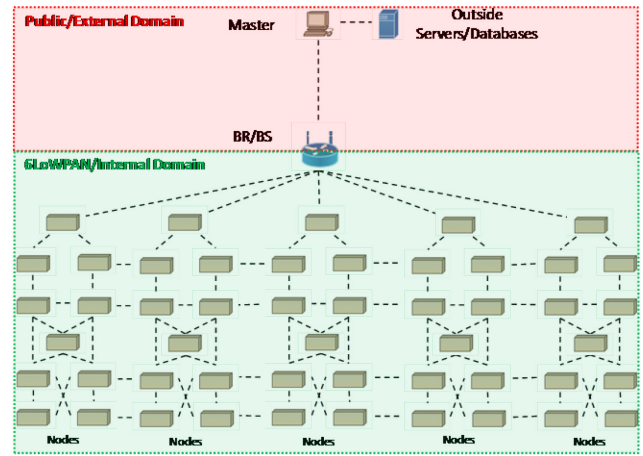 Public/External Domain
Master
Outside
Servers/Databases
BR/BS
6LoWPAN/Internal Domain
Nodes
Nodes
Nodes
Nodes
Nodes